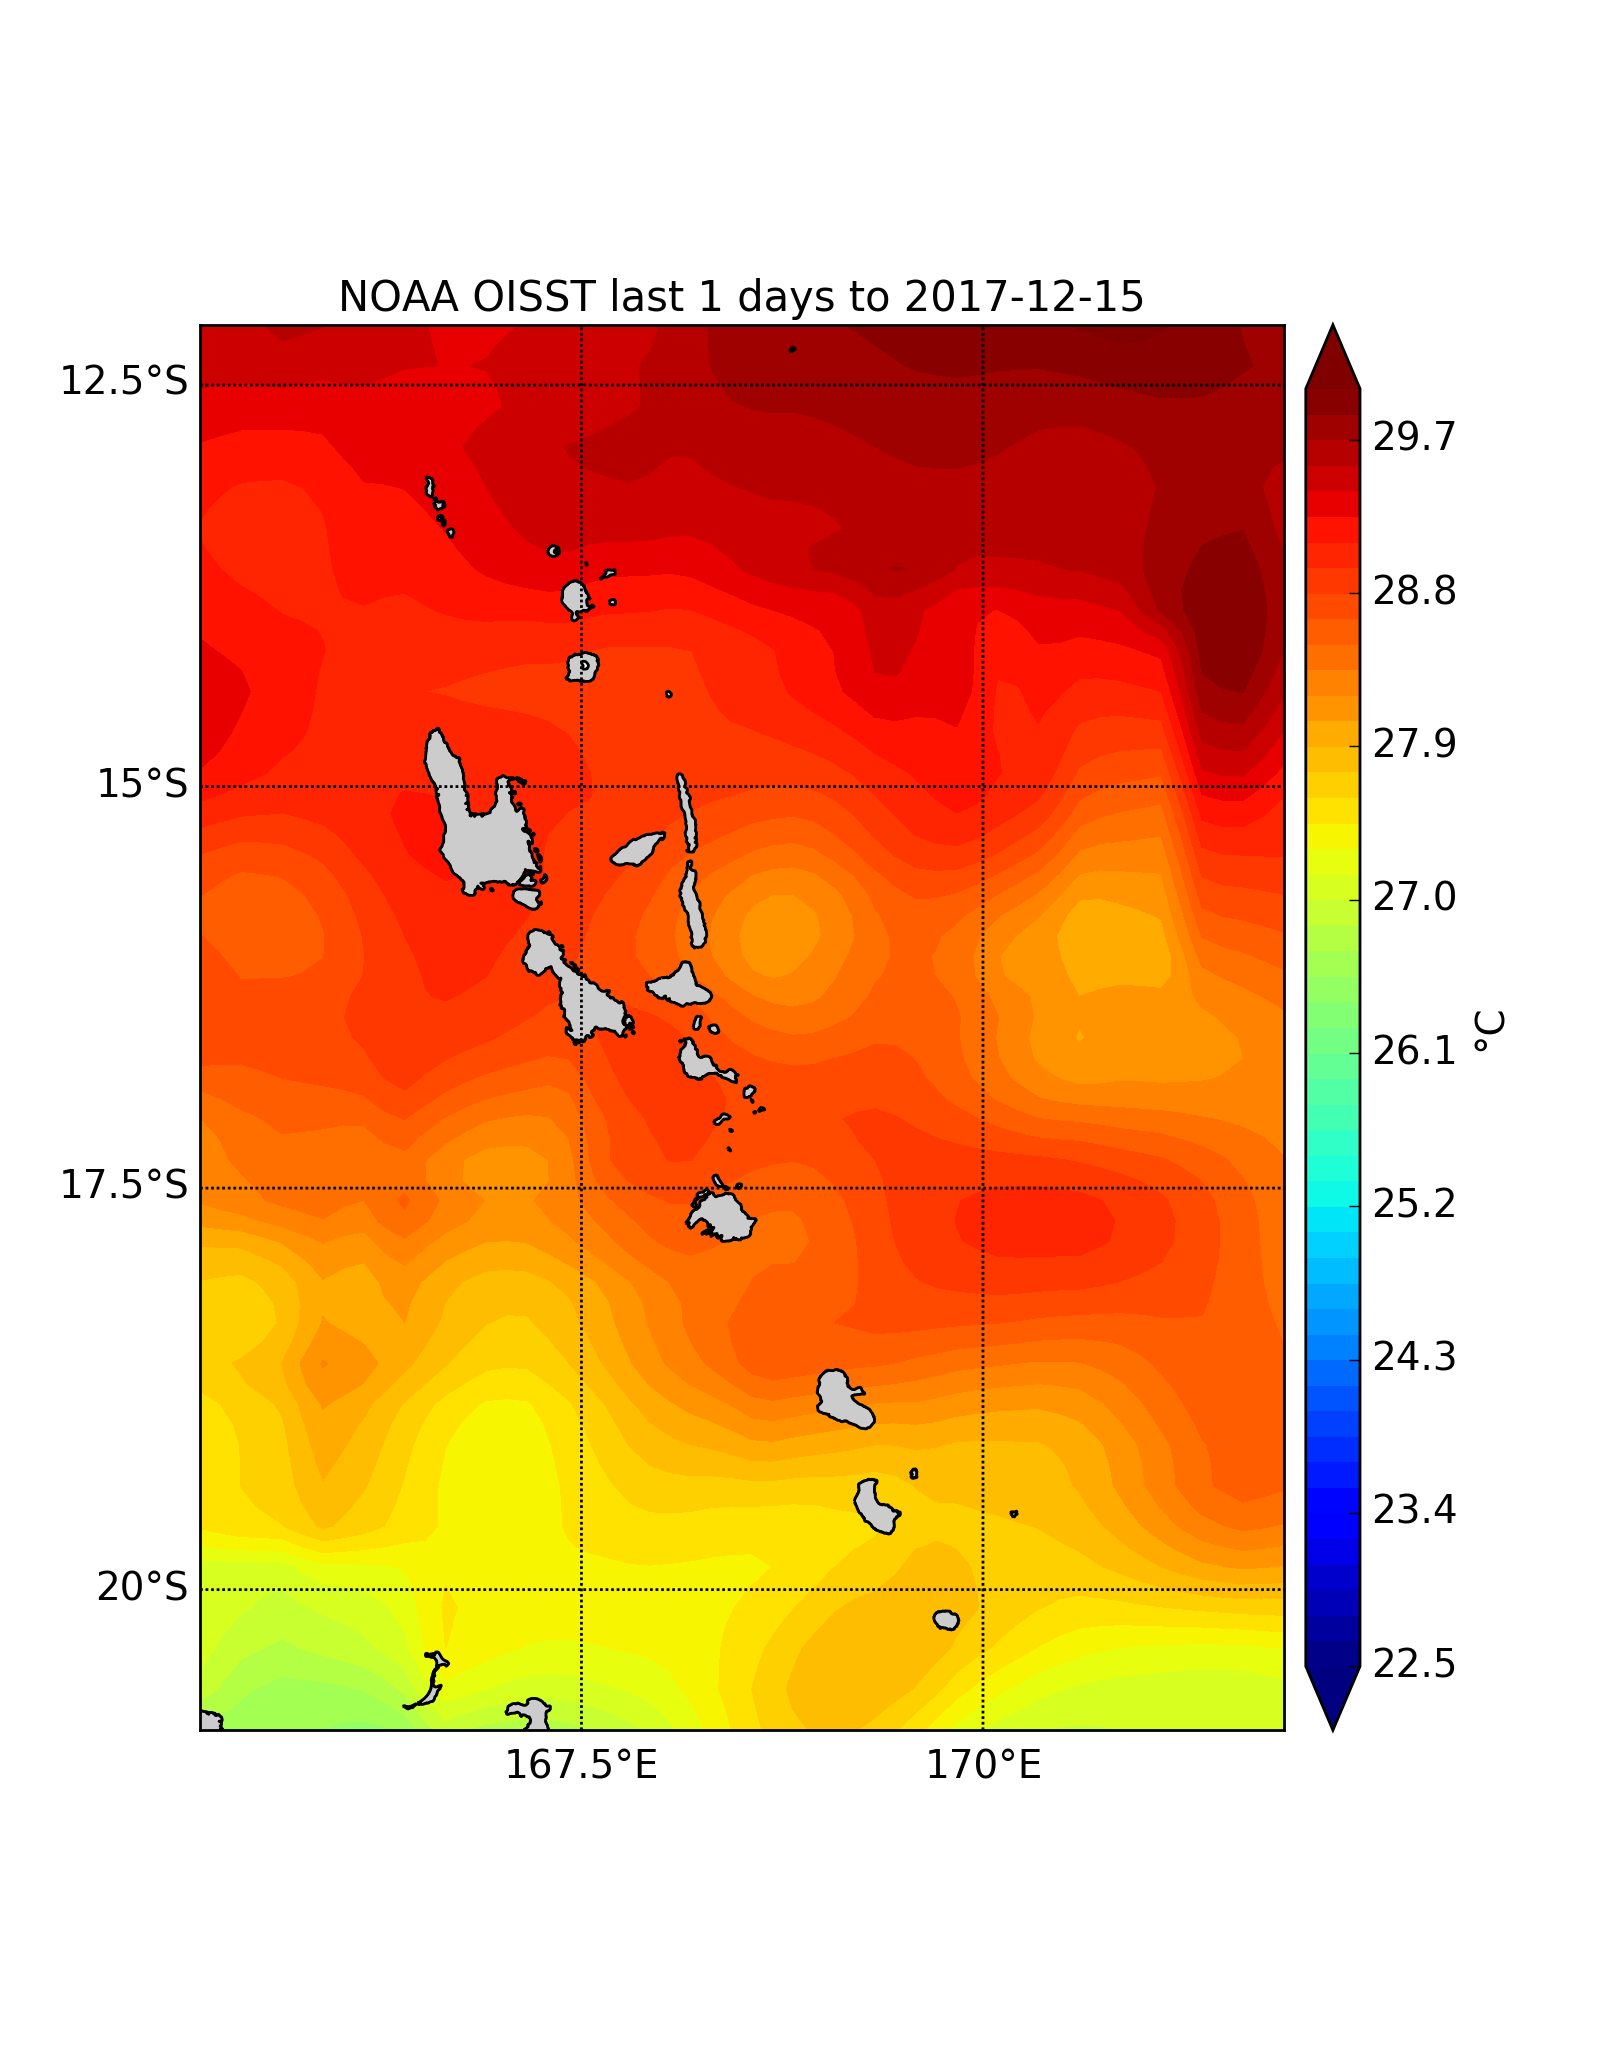 NOAA OISST last 1 days to 2017-12-15
12.5°S
15°S
17.5°S
20°S
167.5°E
170°E
29.7
28.8
27.9
27.0
26.1
25.2
24.3
23.4
22.5
°C